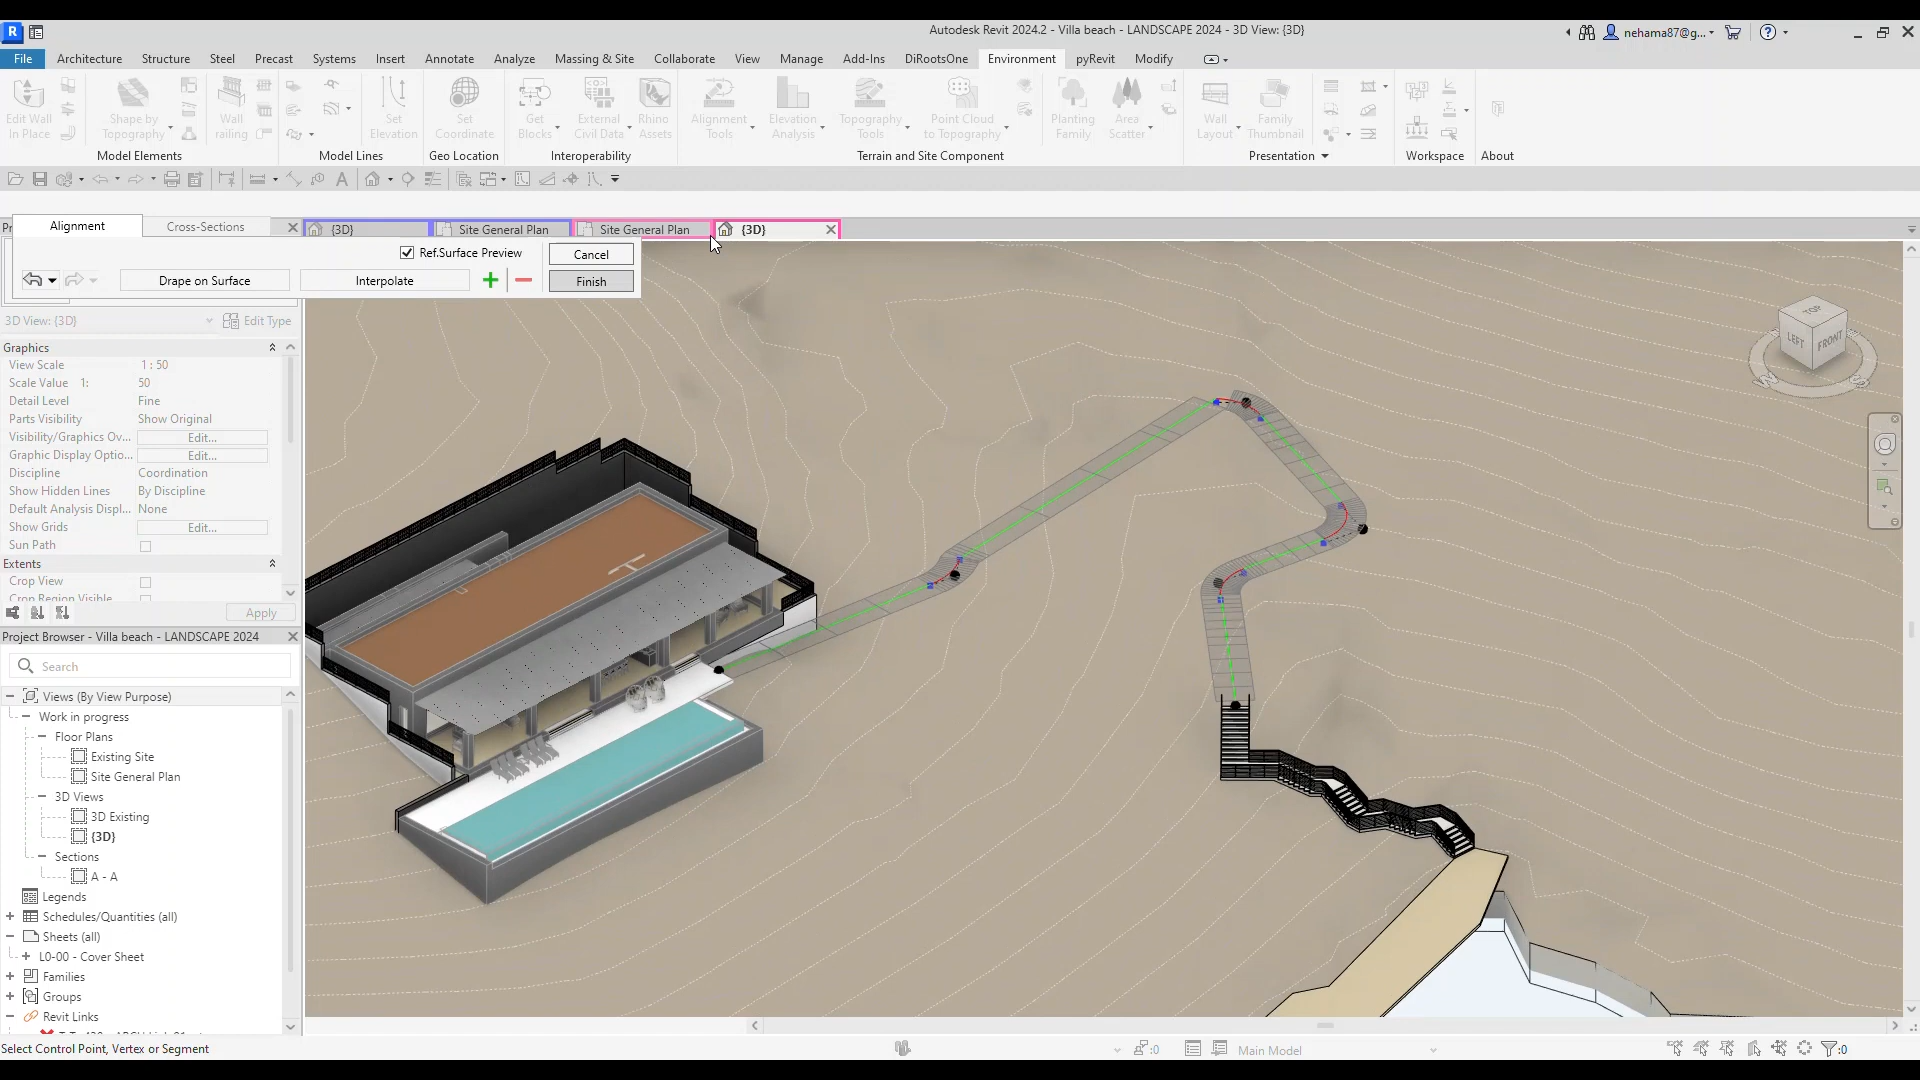 R
Autodesk Revit 2024.2 - Villa beach - LANDSCAPE 2024 - 3D View: {3D}
nehama87@g...
File Architecture Structure Steel Precast Systems Insert Annotate Analyze Massing & Site Collaborate View Manage Add-Ins DiRootsOne Environment pyRevit Modify
Edit Wall In Place
Shape by Topography
Wall railing
Set Elevation
Set Coordinate
Get Blocks
External Civil Data
Rhino Assets
Alignment Tools
Elevation Analysis
Topography Tools
Point Cloud to Topography
Planting Family
Area Scatter
Wall Layout
Family Thumbnail
Model Elements
Model Lines
Geo Location
Interoperability
Terrain and Site Component
Presentation
Workspace
About
Alignment
Cross-Sections
{3D}
Site General Plan
Site General Plan
{3D}
Ref.Surface Preview
Cancel
Drape on Surface
Interpolate
Finish
3D View: {3D}
Edit Type
Graphics
View Scale 1 : 50
Scale Value 1: 50
Detail Level Fine
Parts Visibility Show Original
Visibility/Graphics Ov... Edit...
Graphic Display Optio... Edit...
Discipline Coordination
Show Hidden Lines By Discipline
Default Analysis Displ... None
Show Grids Edit...
Sun Path
Extents
Crop View
Crop Region Visible
Apply
Project Browser - Villa beach - LANDSCAPE 2024
Search
Views (By View Purpose)
Work in progress
Floor Plans
Existing Site
Site General Plan
3D Views
3D Existing
{3D}
Sections
A - A
Legends
Schedules/Quantities (all)
Sheets (all)
L0-00 - Cover Sheet
Families
Groups
Revit Links
Select Control Point, Vertex or Segment
:0
Main Model
:0
TOP
LEFT
FRONT
W
S